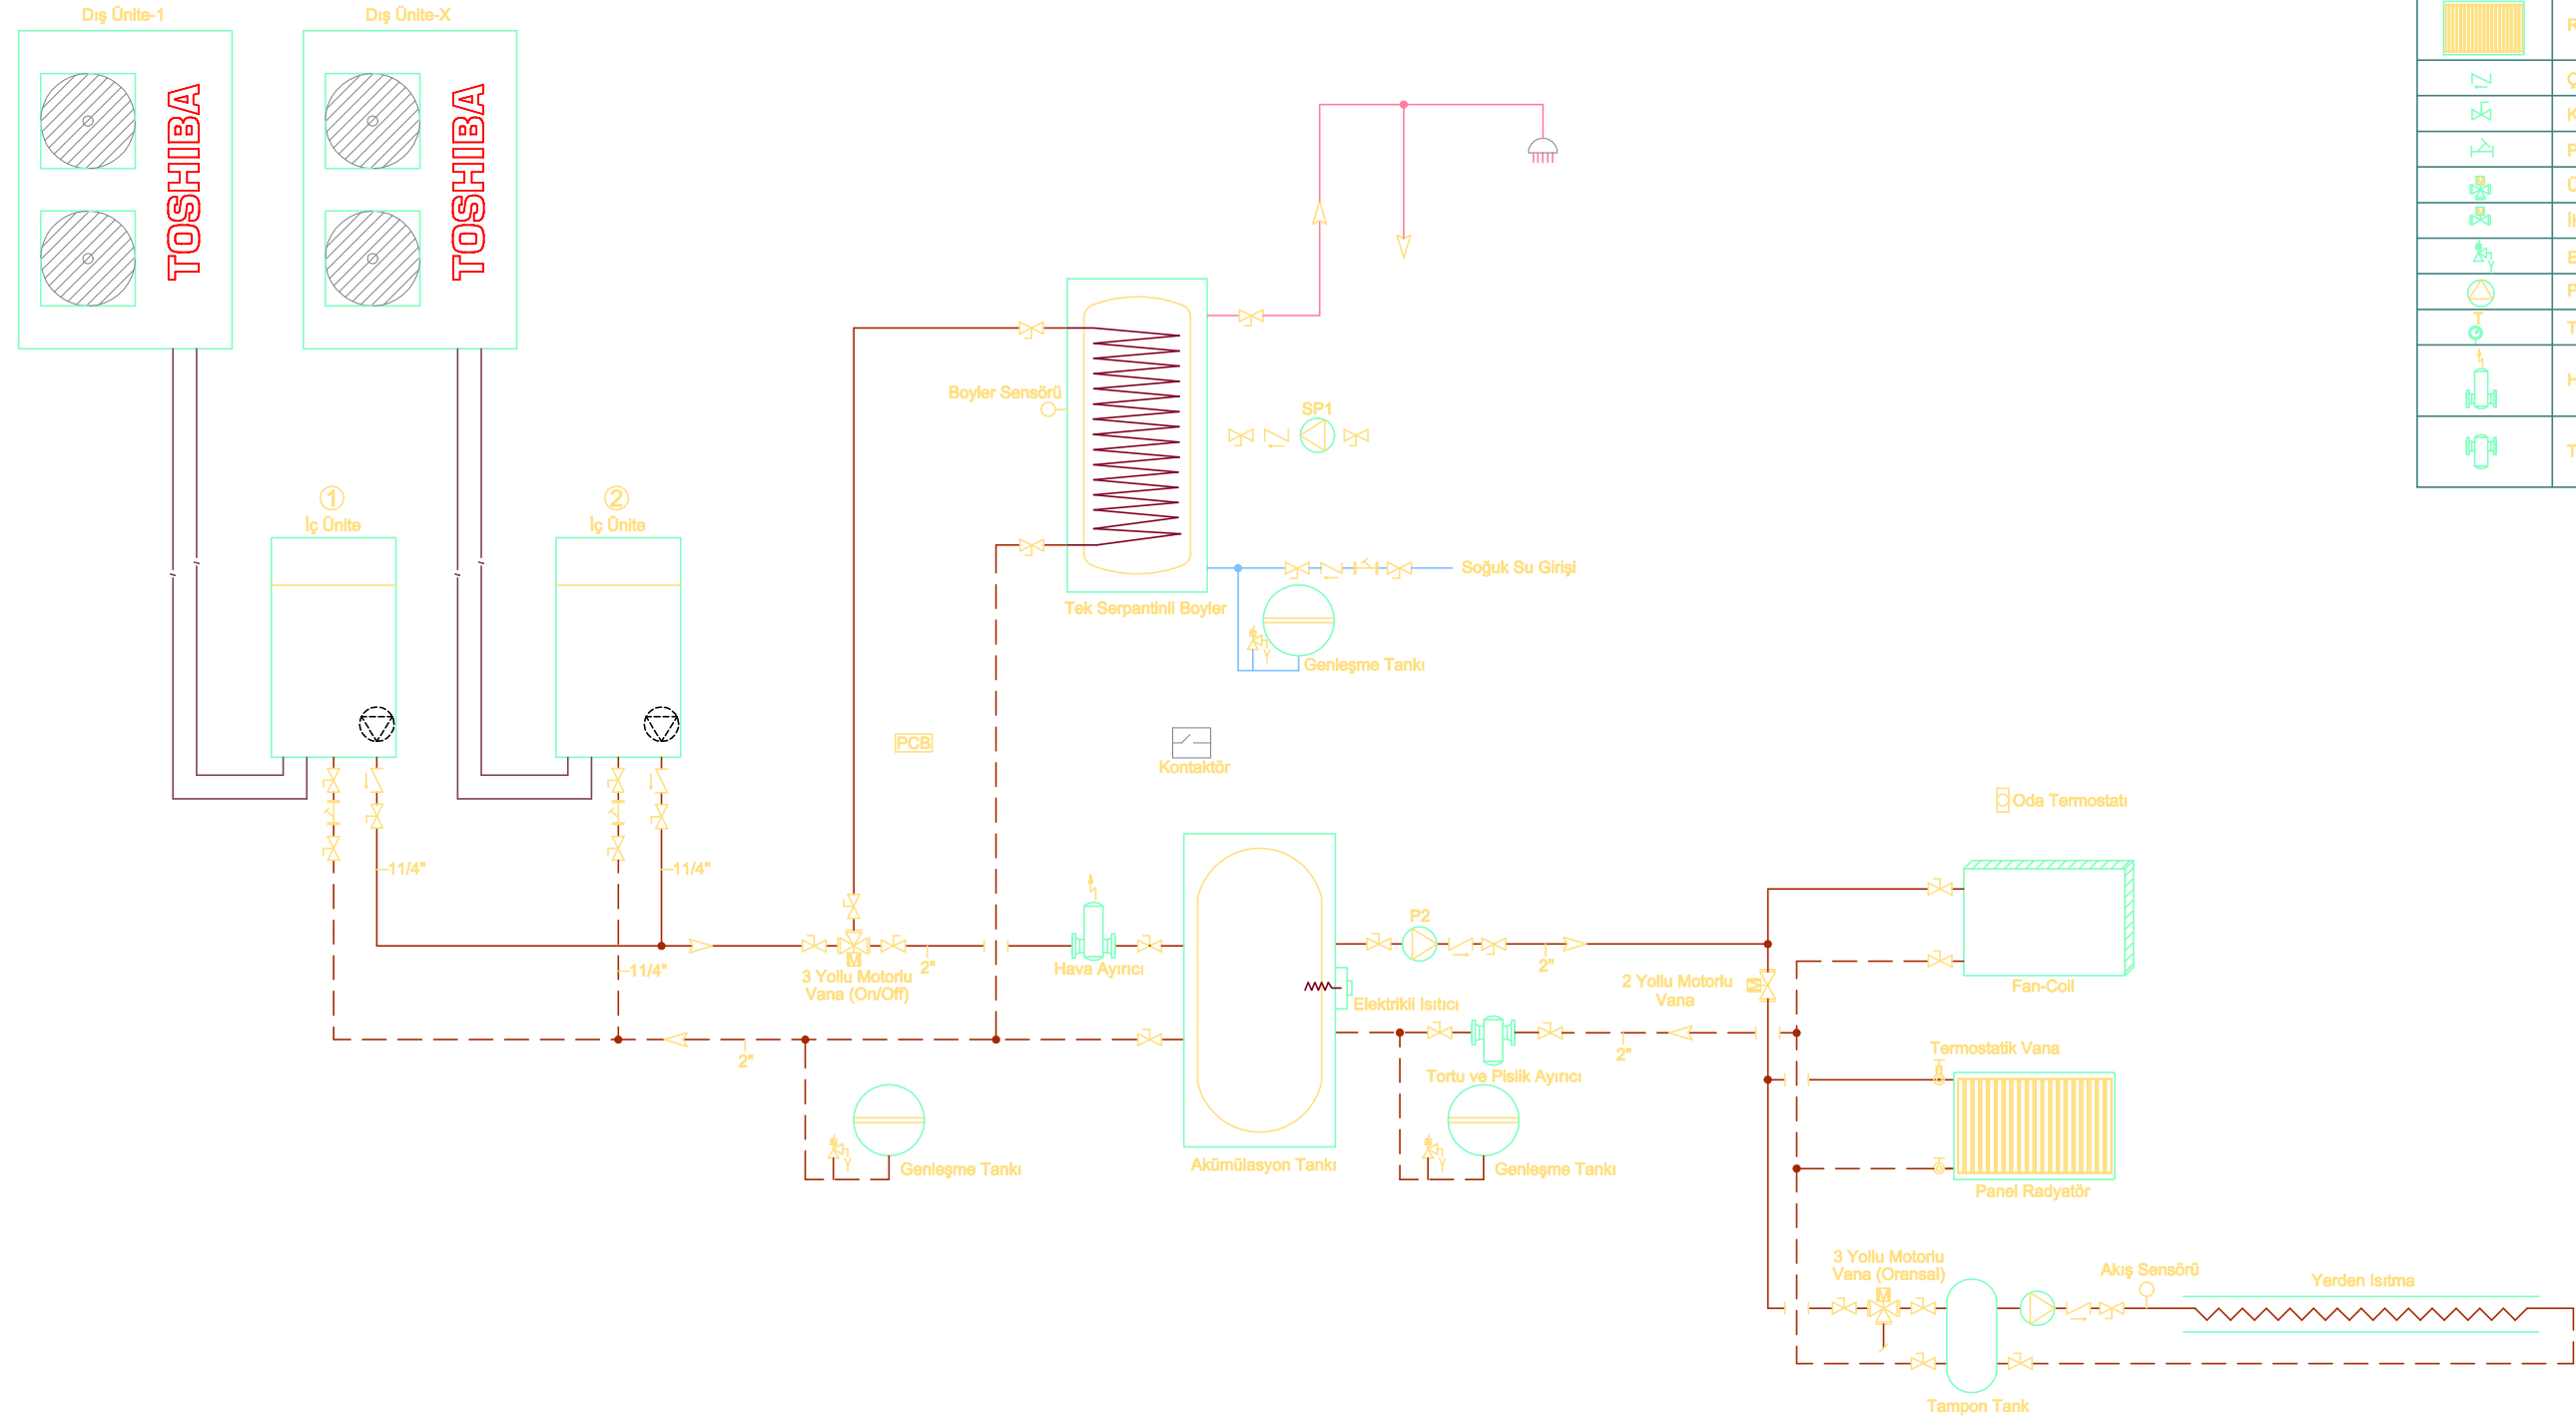 Dış Ünite-1
Dış Ünite-X
TOSHIBA
TOSHIBA
R
Ç
K
P
Ü
İK
E
P
T
T
H
T
SP1
Boyler Sensörü
1
İç Ünite
2
İç Ünite
Soğuk Su Girişi
Tek Serpantinli Boyler
Genleşme Tankı
PCB
Kontaktör
Oda Termostatı
11/4"
11/4"
P2
11/4"
M
3 Yollu Motorlu
Vana (On/Off)
2"
Hava Ayırıcı
2"
2 Yollu Motorlu
Vana
M
Fan-Coil
Elektrikli Isıtıcı
2"
2"
Termostatik Vana
Tortu ve Pislik Ayırıcı
Genleşme Tankı
Akümülasyon Tankı
Genleşme Tankı
Panel Radyatör
3 Yollu Motorlu
Vana (Oransal)
M
Akış Sensörü
Yerden Isıtma
Tampon Tank